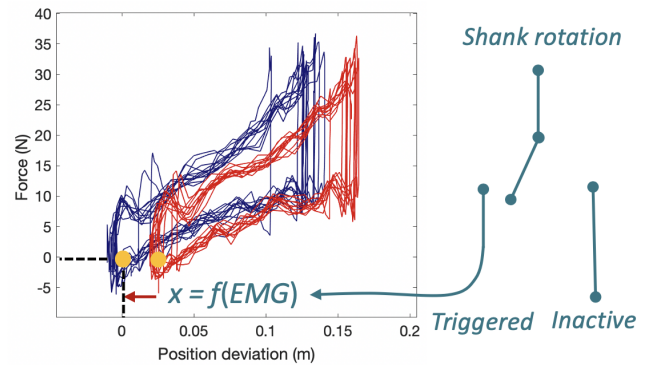 40
35
30
25
20
15
10
5
0
-5
Force (N)
0
0.05
0.1
0.15
0.2
Position deviation (m)
x = f(EMG)
Shank rotation
Triggered
Inactive